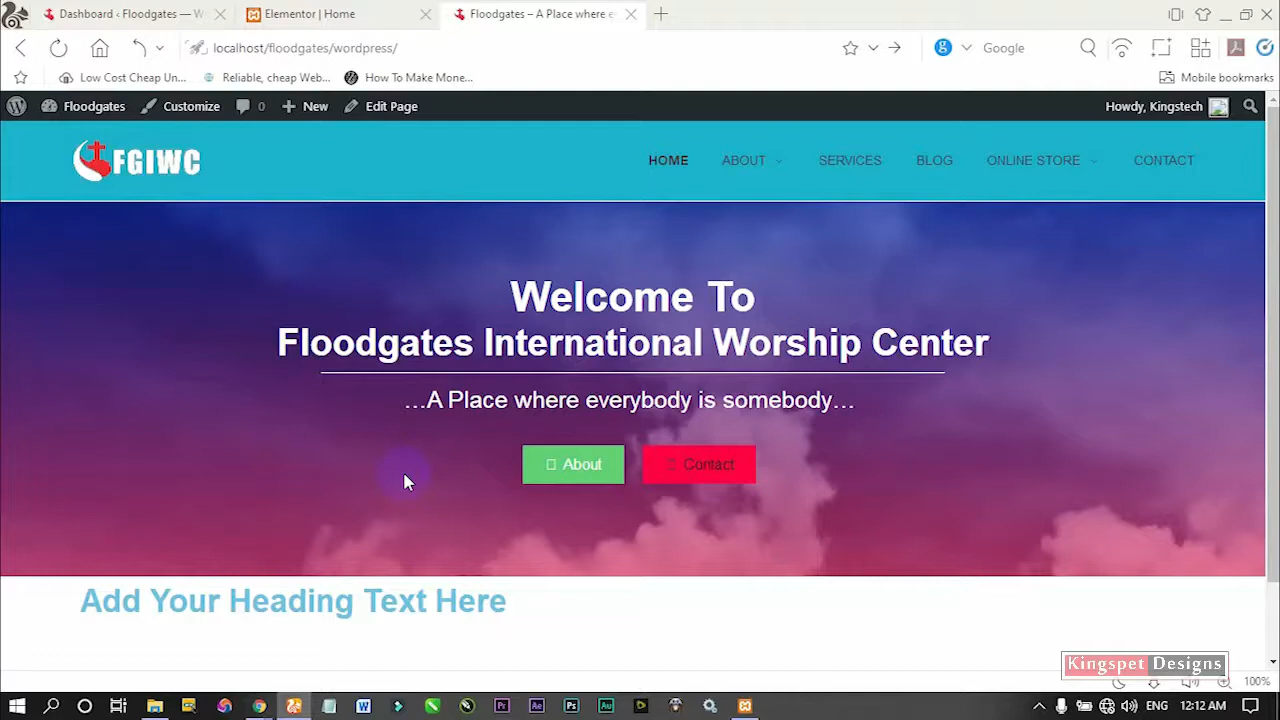 Dashboard ‹ Floodgates — W
Elementor | Home
Floodgates – A Place where e
localhost/floodgates/wordpress/
Google
Low Cost Cheap Un...
Reliable, cheap Web...
How To Make Mone...
Mobile bookmarks
Floodgates
Customize
0
New
Edit Page
Howdy, Kingstech
FGIWC
HOME
ABOUT
SERVICES
BLOG
ONLINE STORE
CONTACT
Welcome To
Floodgates International Worship Center
...A Place where everybody is somebody...
About
Contact
Add Your Heading Text Here
Kingspet Designs
100%
ENG
12:12 AM